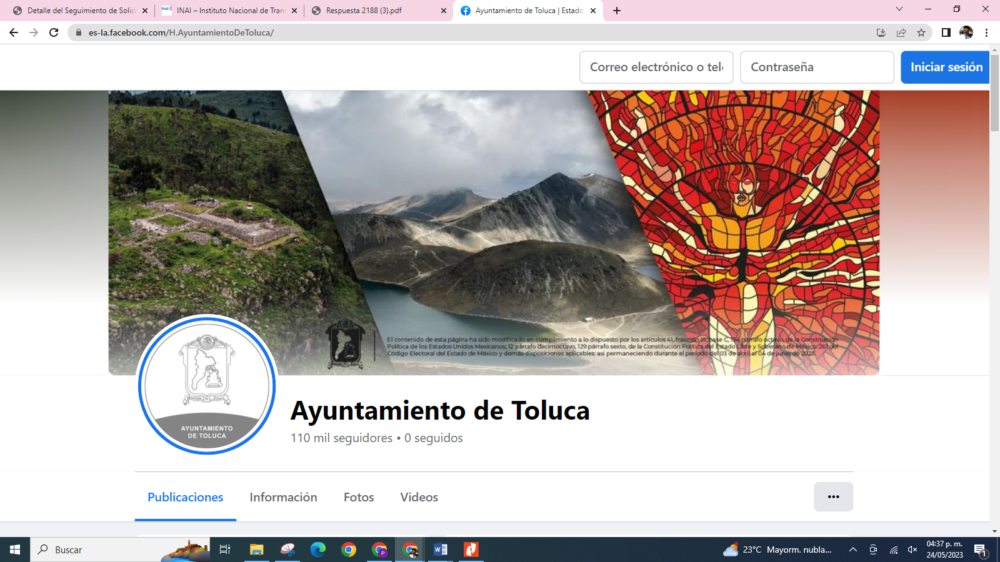 Detalle del Seguimiento de Solici
INAI – Instituto Nacional de Tran
Respuesta 2188 (3).pdf
Ayuntamiento de Toluca | Estado
es-la.facebook.com/H.AyuntamientoDeToluca/
Correo electrónico o tel
Contraseña
Iniciar sesión
El contenido de esta página ha sido modificado en cumplimiento a lo dispuesto por los artículos 41, fracción III, base C, 134 párrafo octavo, de la Constitución
Política de los Estados Unidos Mexicanos; 12 párrafo decimoctavo, 129 párrafo sexto, de la Constitución Política del Estado Libre y Soberano de México; 261 del
Código Electoral del Estado de México y demás disposiciones aplicables: así permaneciendo durante el periodo del 03 de abril al 04 de junio de 2023.
AYUNTAMIENTO
DE TOLUCA
Ayuntamiento de Toluca
110 mil seguidores • 0 seguidos
Publicaciones
Información
Fotos
Videos
Buscar
23°C Mayorm. nubla...
04:37 p. m.
24/05/2023
1